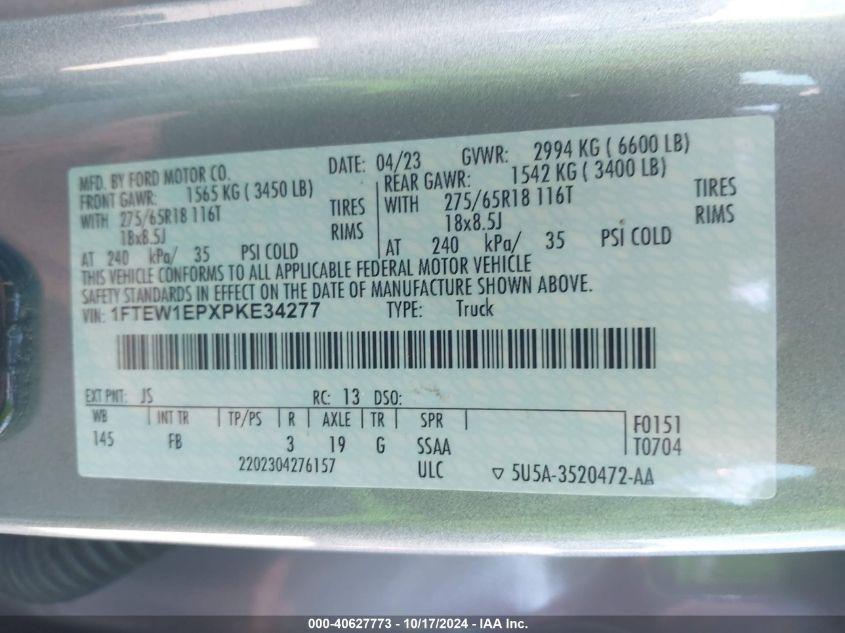 MFD. BY FORD MOTOR CO.
DATE: 04/23 GVWR: 2994 KG ( 6600 LB)
FRONT GAWR: 1565 KG ( 3450 LB)
WITH 275/65R18 116T TIRES
18x8.5J RIMS
AT 240 kPa/ 35 PSI COLD
REAR GAWR: 1542 KG ( 3400 LB)
WITH 275/65R18 116T TIRES
18x8.5J RIMS
AT 240 kPa/ 35 PSI COLD
THIS VEHICLE CONFORMS TO ALL APPLICABLE FEDERAL MOTOR VEHICLE
SAFETY STANDARDS IN EFFECT ON THE DATE OF MANUFACTURE SHOWN ABOVE.
VIN: 1FTEW1EPXPKE34277 TYPE: Truck
EXT PNT: JS RC: 13 DSO:
WB INT TR TP/PS R AXLE TR SPR
145 FB 3 19 G SSAA
F0151
T0704
2202304276157 ULC 5U5A-3520472-AA
000-40627773 - 10/17/2024 - IAA Inc.